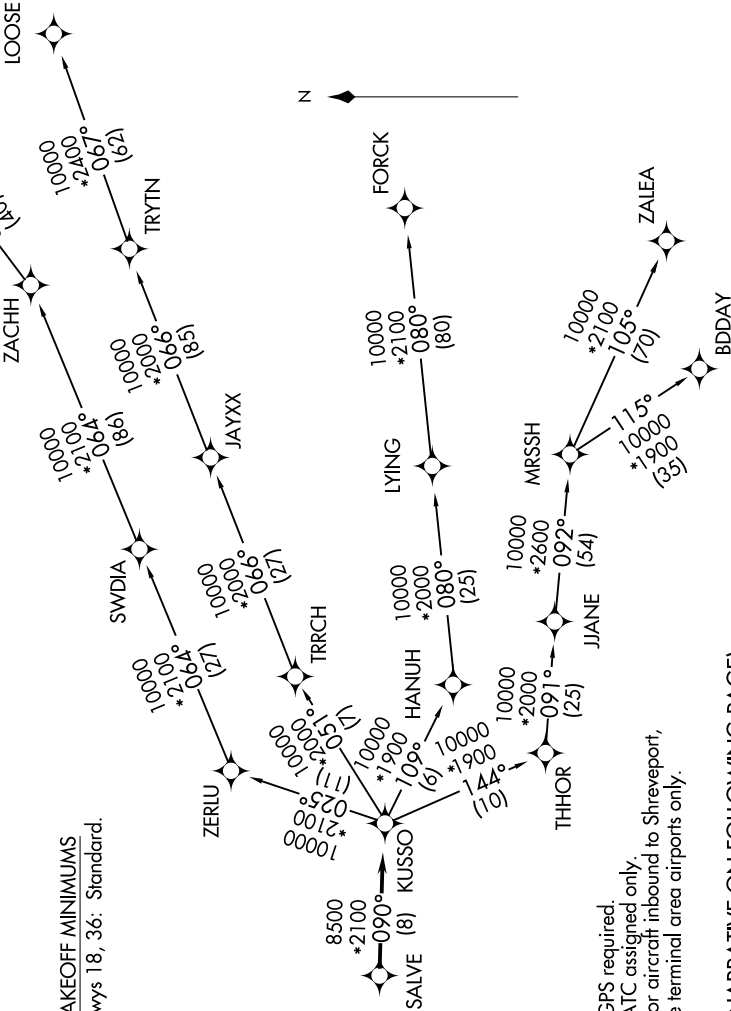 LOOSE
10000
*2400
067°
(62)
N
TRYTN
FORCK
ZALEA
ZACHH
10000
*2000
066°
(85)
10000
*2100
080°
(80)
10000
*2100
105°
(70)
BDDAY
115°
10000
*1900
(35)
10000
*2100
064°
(86)
JAYXX
LYING
MRSSH
SWDIA
10000
*2000
066°
(27)
10000
*2000
080°
(25)
10000
*2600
092°
(54)
10000
*2100
064°
(27)
TRRCH
HANUH
JJANE
10000
*2000
051°
(7)
10000
*2000
091°
(25)
ZERLU
10000
*2100
025°
(11)
10000
*1900
109°
(6)
10000
*1900
144°
(10)
THHOR
KUSSO
8500
*2100
090°
(8)
SALVE
AKEOFF MINIMUMS
wys 18, 36: Standard.
GPS required.
ATC assigned only.
or aircraft inbound to Shreveport,
e terminal area airports only.